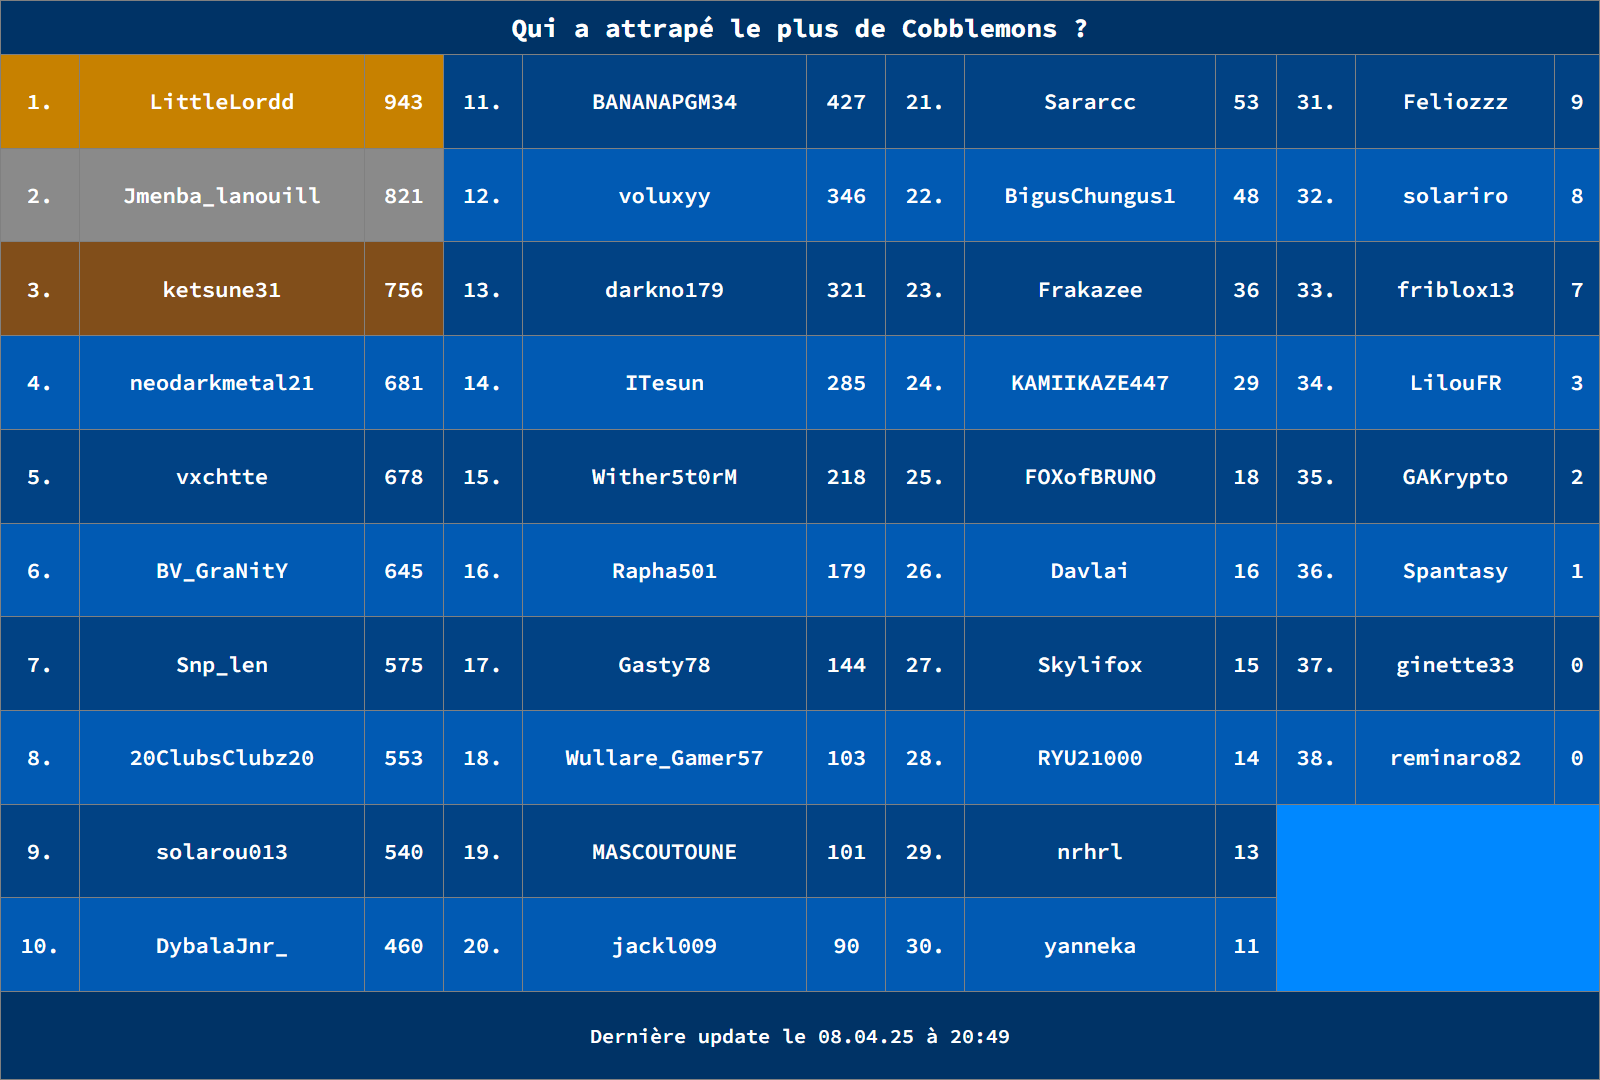 Qui a attrapé le plus de Cobblemons ?
1. LittleLordd 943 11. BANANAPGM34 427 21. Sararcc 53 31. Feliozzz 9
2. Jmenba_lanouill 821 12. voluxyy 346 22. BigusChungus1 48 32. solariro 8
3. ketsune31 756 13. darkno179 321 23. Frakazee 36 33. friblox13 7
4. neodarkmetal21 681 14. ITesun 285 24. KAMIIKAZE447 29 34. LilouFR 3
5. vxchtte 678 15. Wither5t0rM 218 25. FOXofBRUNO 18 35. GAKrypto 2
6. BV_GraNitY 645 16. Rapha501 179 26. Davlai 16 36. Spantasy 1
7. Snp_len 575 17. Gasty78 144 27. Skylifox 15 37. ginette33 0
8. 20ClubsClubz20 553 18. Wullare_Gamer57 103 28. RYU21000 14 38. reminaro82 0
9. solarou013 540 19. MASCOUTOUNE 101 29. nrhrl 13
10. DybalaJnr_ 460 20. jackl009 90 30. yanneka 11
Dernière update le 08.04.25 à 20:49